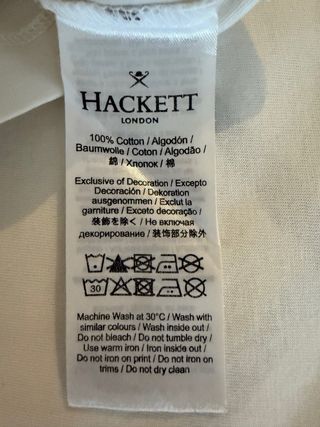 HACKETT
LONDON
100% Cotton / Algodón /
Baumwolle / Coton / Algodão /
綿 / Хлопок / 棉
Exclusive of Decoration / Excepto
Decoración / Dekoration
ausgenommen / Exclut la
garniture / Exceto decoração /
装飾を除く / Не включая
декорирование / 装饰部分除外
30
Machine Wash at 30°C / Wash with
similar colours / Wash inside out /
Do not bleach / Do not tumble dry /
Use warm iron / Iron inside out /
Do not iron on print / Do not iron on
trims / Do not dry clean